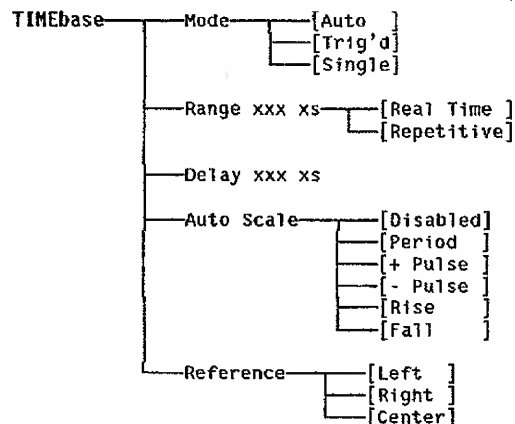 TIMEbase Mode [Auto ]
[Trig'd]
[Single]
Range xxx xs [Real Time ]
[Repetitive]
Delay xxx xs
Auto Scale [Disabled]
[Period ]
[+ Pulse ]
[- Pulse ]
[Rise ]
[Fall ]
Reference [Left ]
[Right ]
[Center]